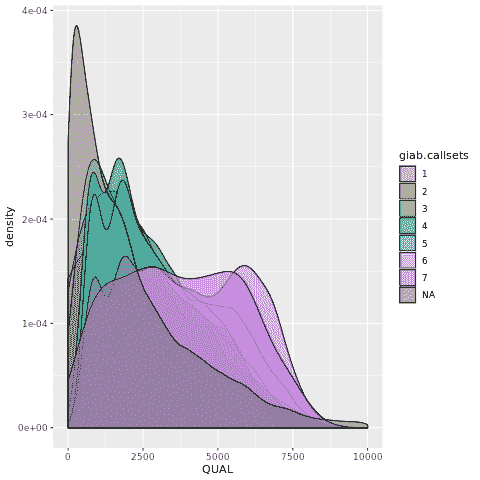 4e-04
3e-04
2e-04
1e-04
0e+00
density
0
2500
5000
7500
10000
QUAL
giab.callsets
1
2
3
4
5
6
7
NA